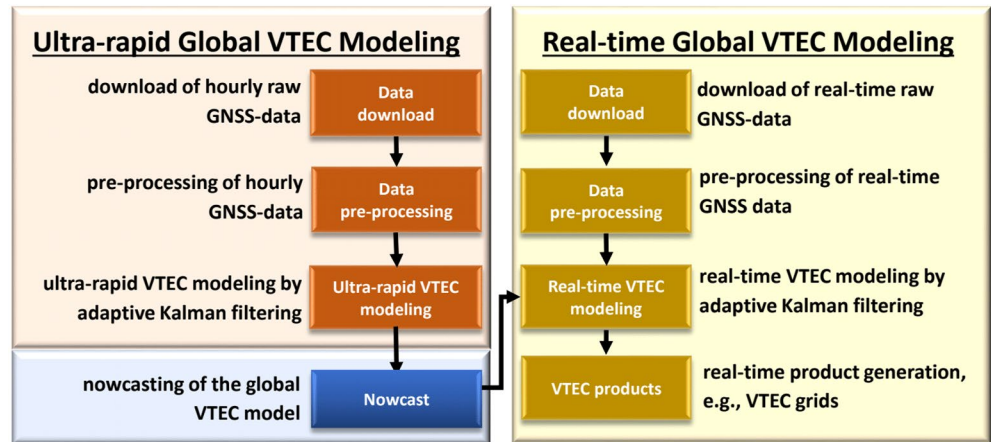 Ultra-rapid Global VTEC Modeling
download of hourly raw
GNSS-data
Data
download
pre-processing of hourly
GNSS-data
Data
pre-processing
ultra-rapid VTEC modeling by
adaptive Kalman filtering
Ultra-rapid VTEC
modeling
nowcasting of the global
VTEC model
Nowcast
Real-time Global VTEC Modeling
Data
download
download of real-time raw
GNSS-data
Data
pre-processing
pre-processing of real-time
GNSS data
Real-time VTEC
modeling
real-time VTEC modeling by
adaptive Kalman filtering
VTEC products
real-time product generation,
e.g., VTEC grids